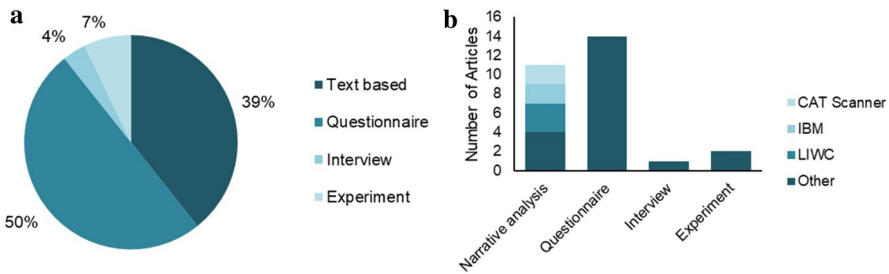 a
7%
4%
39%
50%
Text based
Questionnaire
Interview
Experiment
b
Number of Articles
16
14
12
10
8
6
4
2
0
Narrative analysis
Questionnaire
Interview
Experiment
CAT Scanner
IBM
LIWC
Other